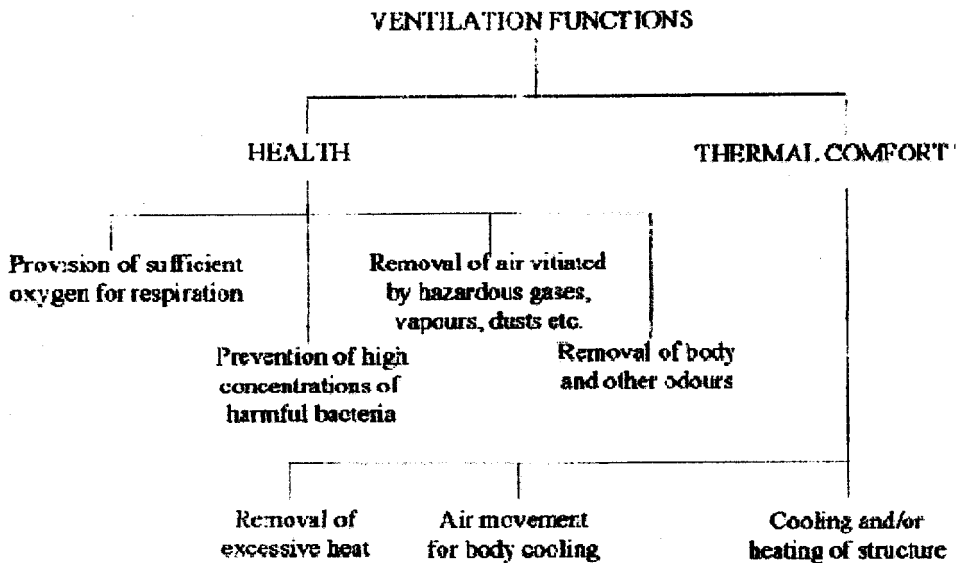 VENTILATION FUNCTIONS
HEALTH
THERMAL COMFORT
Provision of sufficient
oxygen for respiration
Removal of air vitiated
by hazardous gases,
vapours, dusts etc.
Prevention of high
concentrations of
harmful bacteria
Removal of body
and other odours
Removal of
excessive heat
Air movement
for body cooling
Cooling and/or
heating of structure